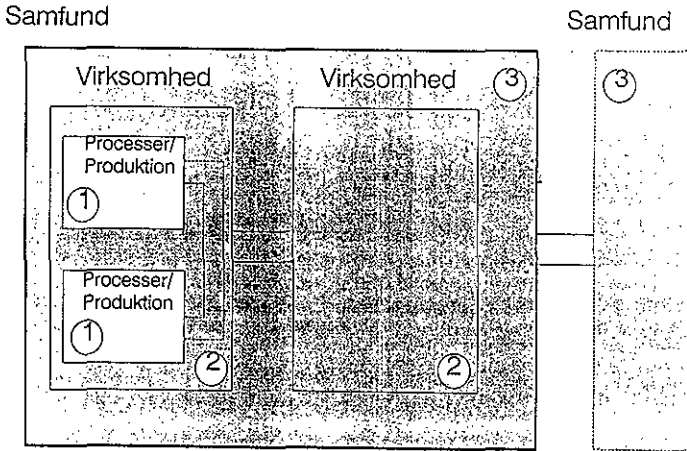 Samfund
Samfund
Virksomhed
Virksomhed
3
3
Processer/
Produktion
1
Processer/
Produktion
1
2
2